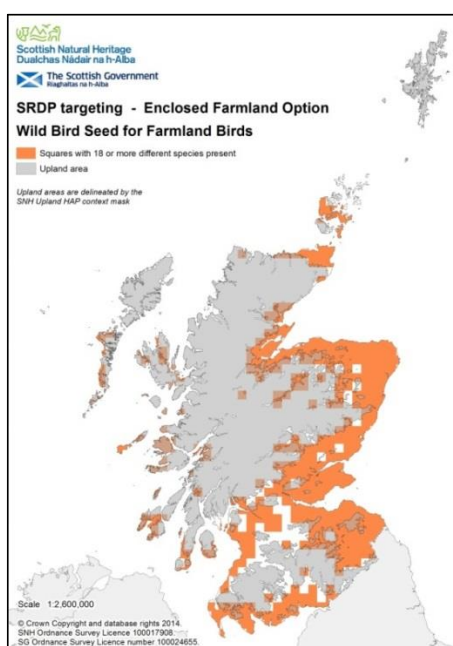 Scottish Natural Heritage
Dualchas Nàdair na h-Alba
The Scottish Government
Riaghaltas na h-Alba
SRDP targeting - Enclosed Farmland Option
Wild Bird Seed for Farmland Birds
Squares with 18 or more different species present
Upland area
Upland areas are delineated by the
SNH Upland HAP context mask
Scale 1:2,600,000
© Crown Copyright and database rights 2014.
SNH Ordnance Survey Licence 100017908.
SG Ordnance Survey Licence number 100024655.